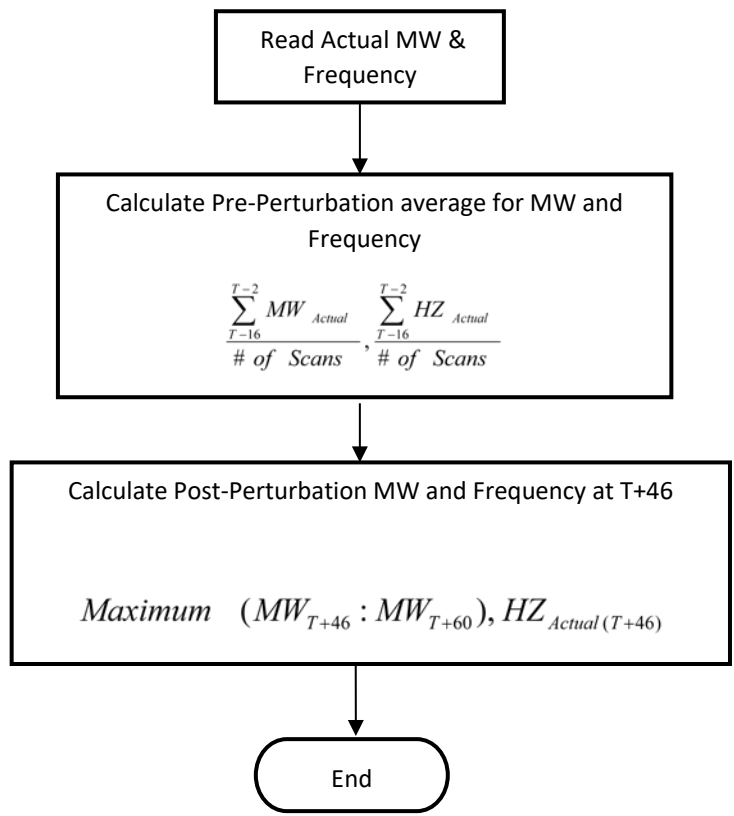 Read Actual MW &
Frequency
Calculate Pre-Perturbation average for MW and
Frequency
T−2 T−2
∑ MW Actual ∑ HZ Actual
T−16 , T−16
# of Scans # of Scans
Calculate Post-Perturbation MW and Frequency at T+46
Maximum (MW T+46 : MW T+60), HZ Actual (T+46)
End